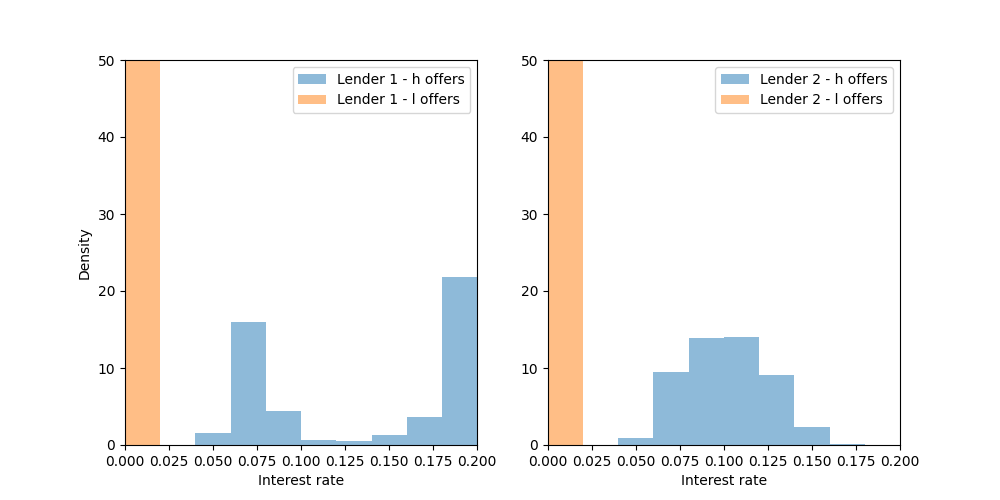 50
40
30
20
10
0
Density
0.000 0.025 0.050 0.075 0.100 0.125 0.150 0.175 0.200
Interest rate
Lender 1 - h offers
Lender 1 - l offers
50
40
30
20
10
0
0.000 0.025 0.050 0.075 0.100 0.125 0.150 0.175 0.200
Interest rate
Lender 2 - h offers
Lender 2 - l offers